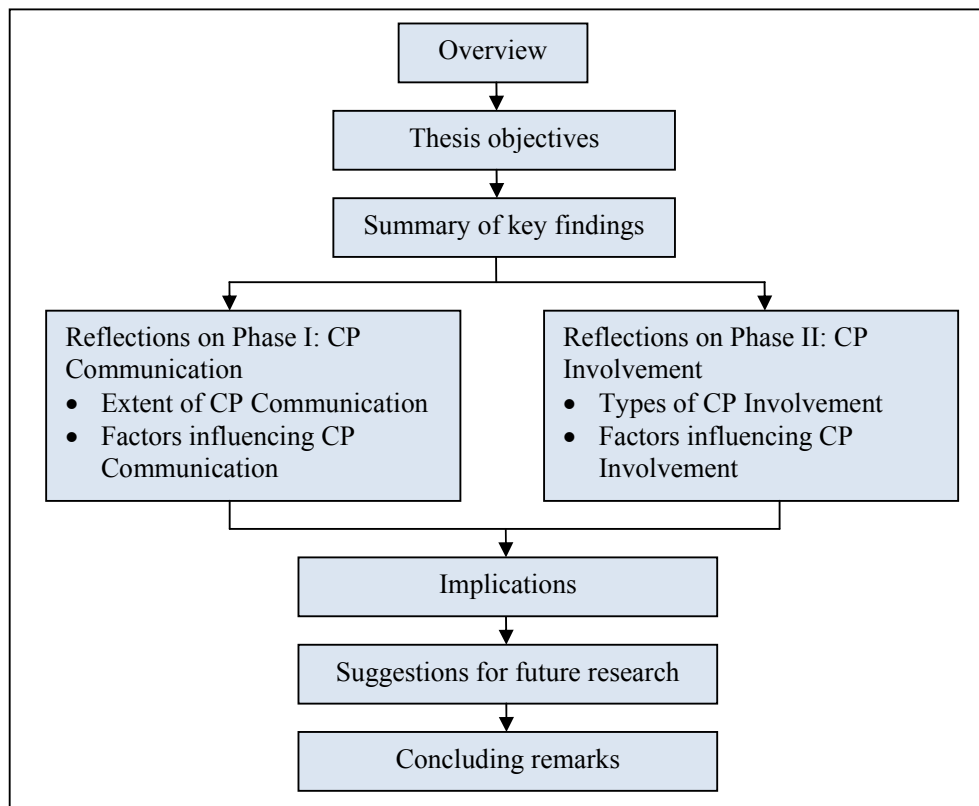 Overview
Thesis objectives
Summary of key findings
Reflections on Phase I: CP
Communication
• Extent of CP Communication
• Factors influencing CP
Communication
Reflections on Phase II: CP
Involvement
• Types of CP Involvement
• Factors influencing CP
Involvement
Implications
Suggestions for future research
Concluding remarks